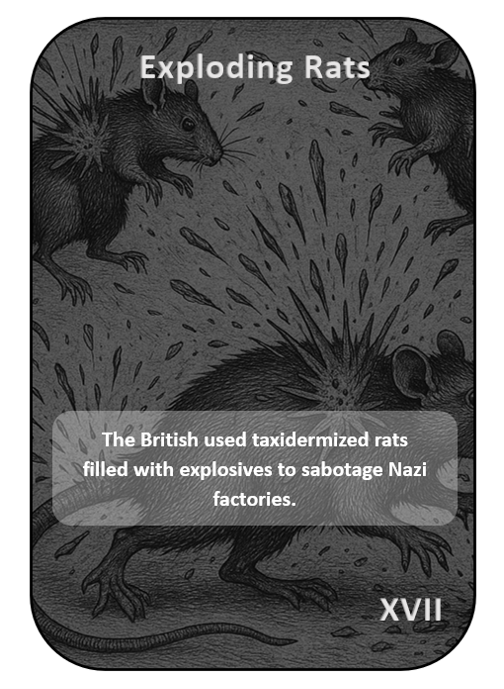 Exploding Rats
The British used taxidermized rats
filled with explosives to sabotage Nazi
factories.
XVII